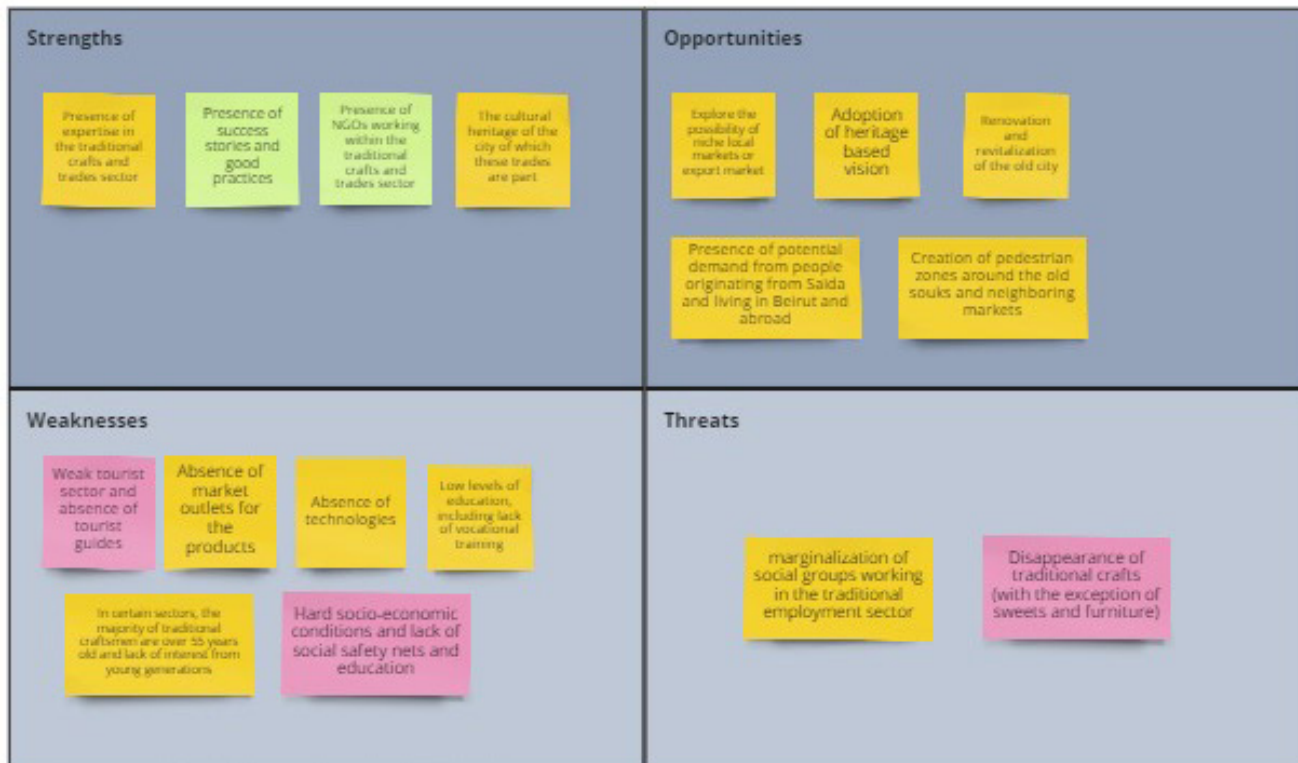 Strengths
Presence of
expertise in
the traditional
crafts and
trades sector
Presence of
success
stories and
good
practices
Presence of
NGOs working
within the
traditional
crafts and
trades sector
The cultural
heritage of the
city of which
these trades
are part
Opportunities
Explore the
possibility of
niche local
markets or
export market
Adoption
of heritage
based
vision
Renovation
and
revitalization
of the old city
Presence of potential
demand from people
originating from Saida
and living in Beirut and
abroad
Creation of pedestrian
zones around the old
souks and neighboring
markets
Weaknesses
Weak tourist
sector and
absence of
tourist
guides
Absence of
market
outlets for
the
products
Absence of
technologies
Low levels of
education,
including lack
of vocational
training
In certain sectors, the
majority of traditional
craftsmen are over 55 years
old and lack of interest from
young generations
Hard socio-economic
conditions and lack of
social safety nets and
education
Threats
marginalization of
social groups working
in the traditional
employment sector
Disappearance of
traditional crafts
(with the exception of
sweets and furniture)